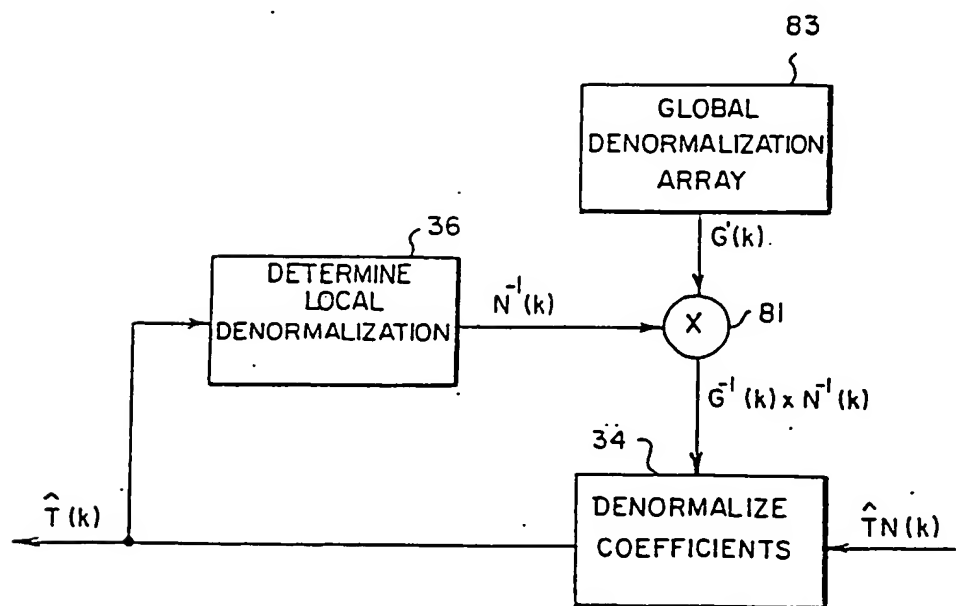 83
GLOBAL
DENORMALIZATION
ARRAY
G'(k).
36
DETERMINE
LOCAL
DENORMALIZATION
N⁻¹(k)
X
81
G⁻¹(k) x N⁻¹(k)
34
T̂(k)
DENORMALIZE
COEFFICIENTS
T̂N(k)